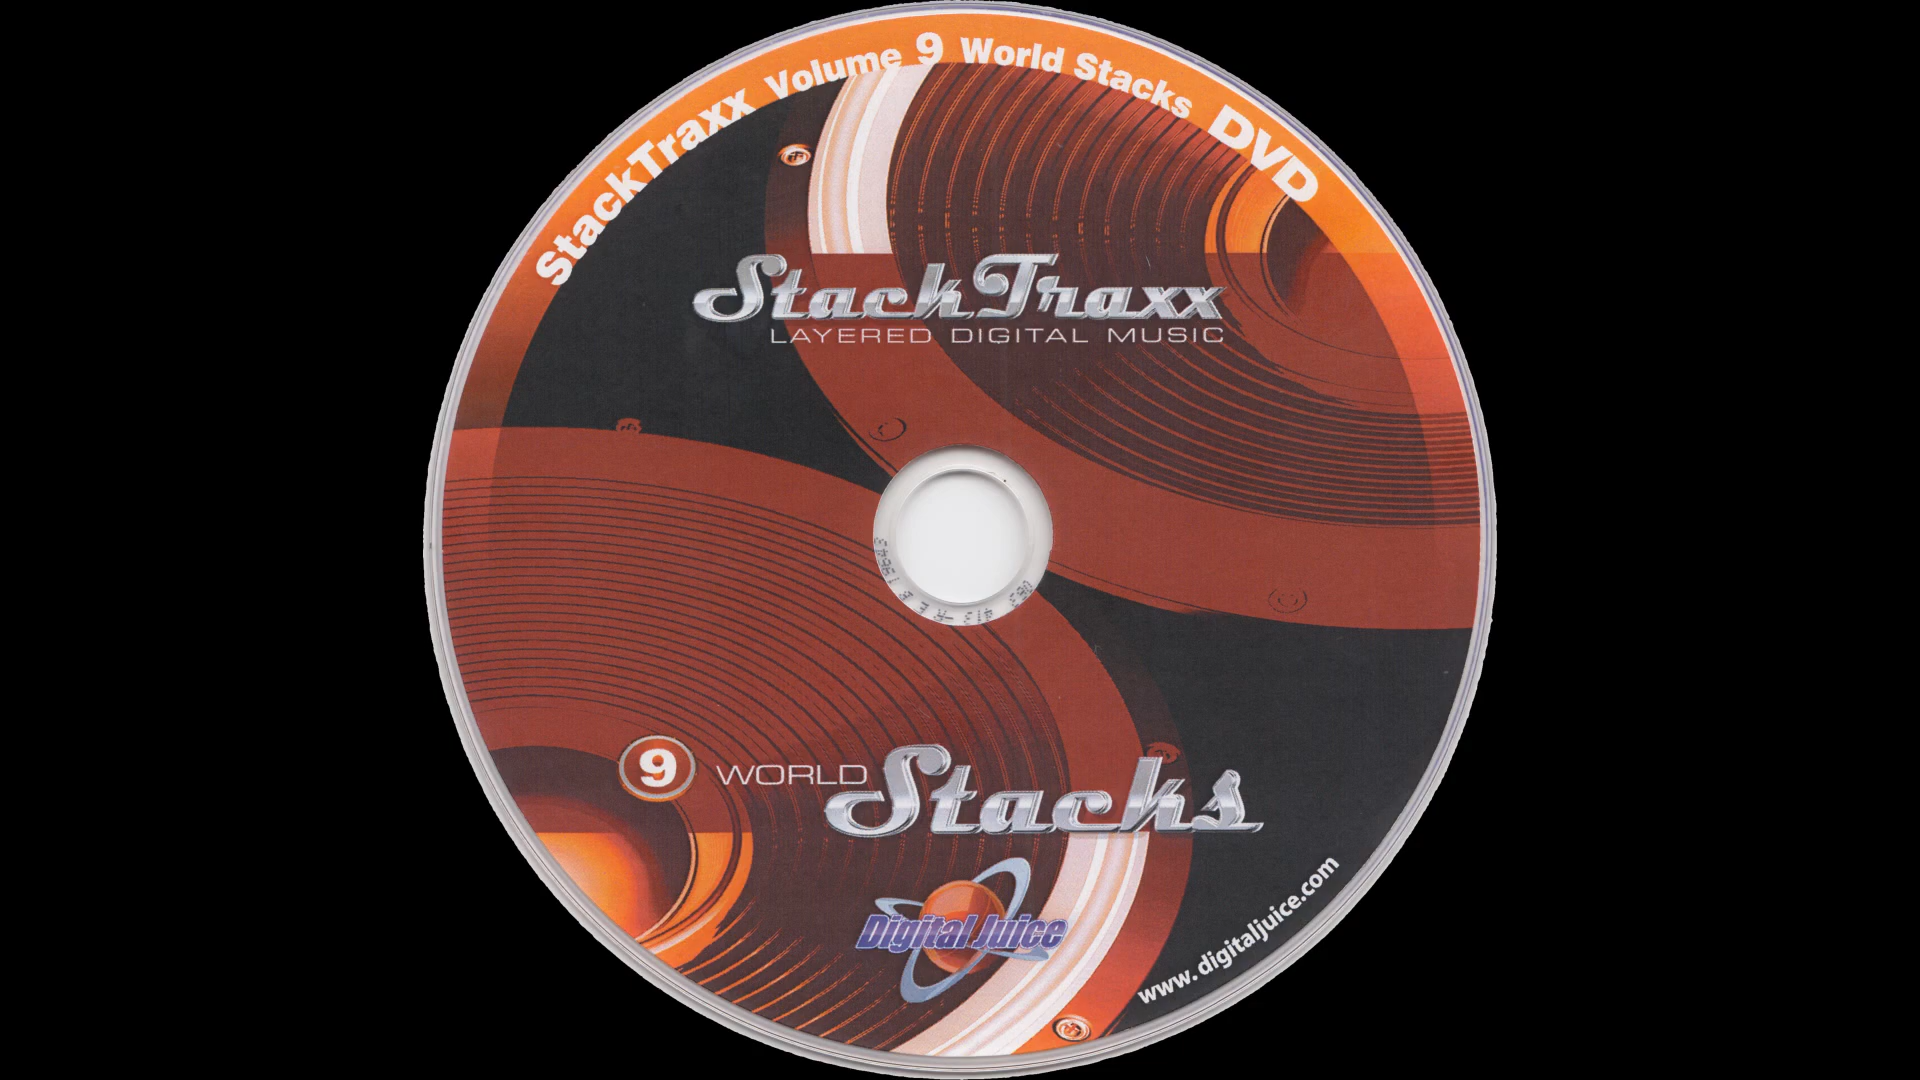 StackTraxx Volume 9 World Stacks DVD
StackTraxx
LAYERED DIGITAL MUSIC
9 WORLD Stacks
Digital Juice
www.digitaljuice.com